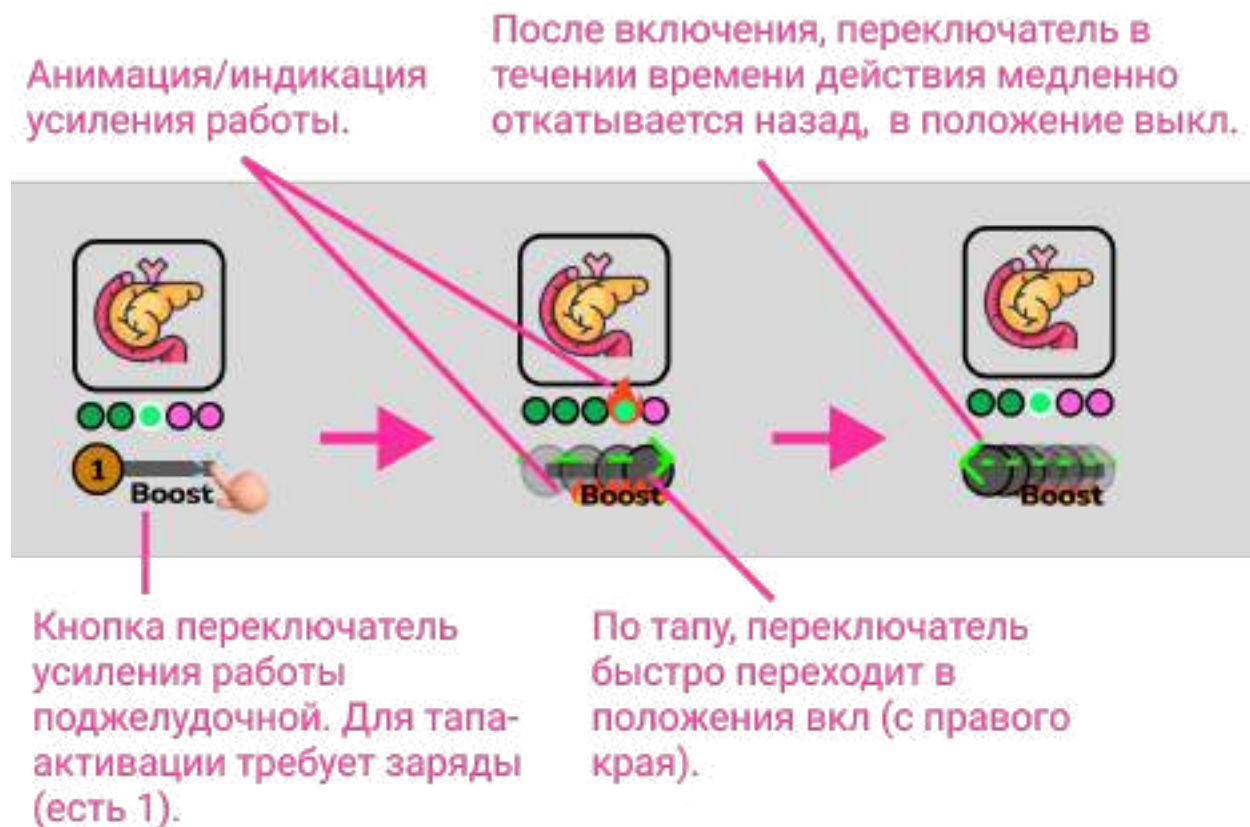 Анимация/индикация
усиления работы.
После включения, переключатель в
течении времени действия медленно
откатывается назад,  в положение выкл.
1
Boost
Boost
Boost
Кнопка переключатель
усиления работы
поджелудочной. Для тапа-
активации требует заряды
(есть 1).
По тапу, переключатель
быстро переходит в
положения вкл (с правого
края).